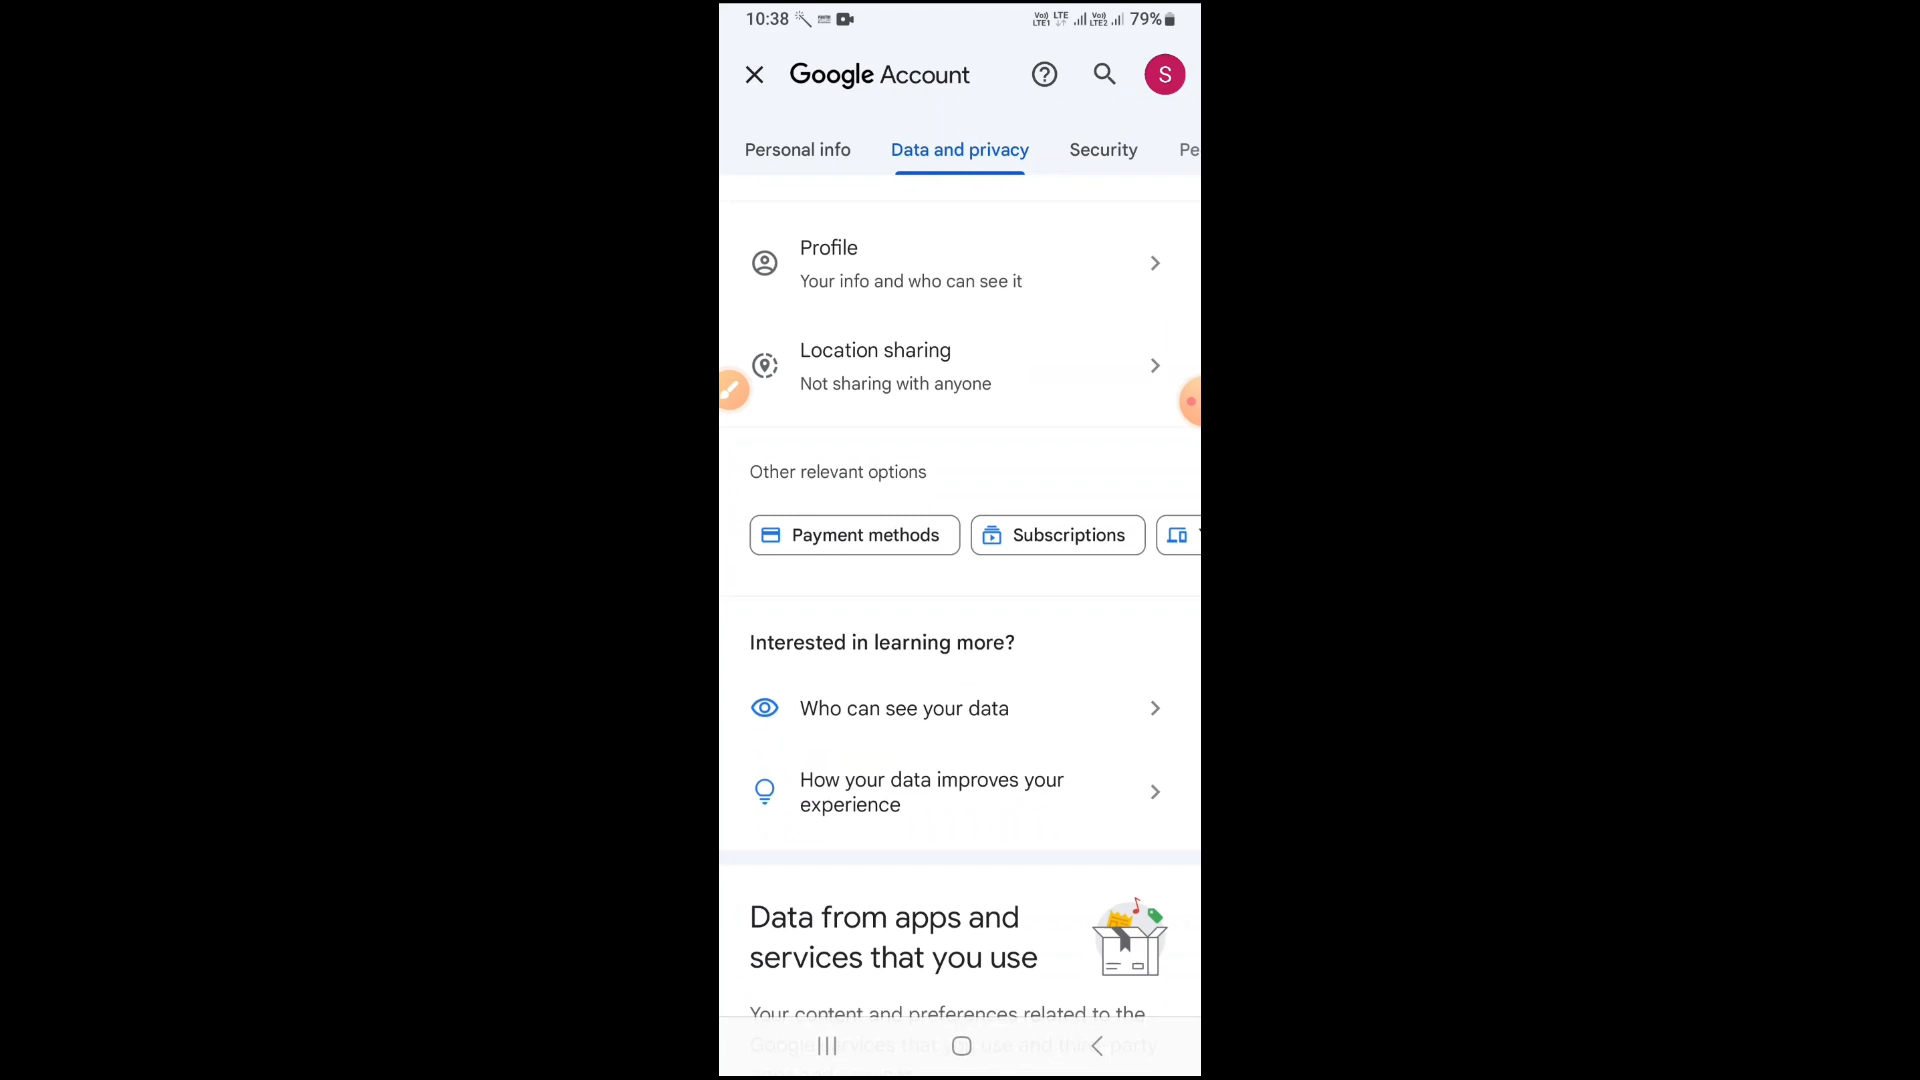 10:38 79%
Google Account S
Personal info Data and privacy Security Pe
Profile
Your info and who can see it
Location sharing
Not sharing with anyone
Other relevant options
Payment methods Subscriptions
Interested in learning more?
Who can see your data
How your data improves your
experience
Data from apps and
services that you use
Your content and preferences related to the
Google services that you use and third-party